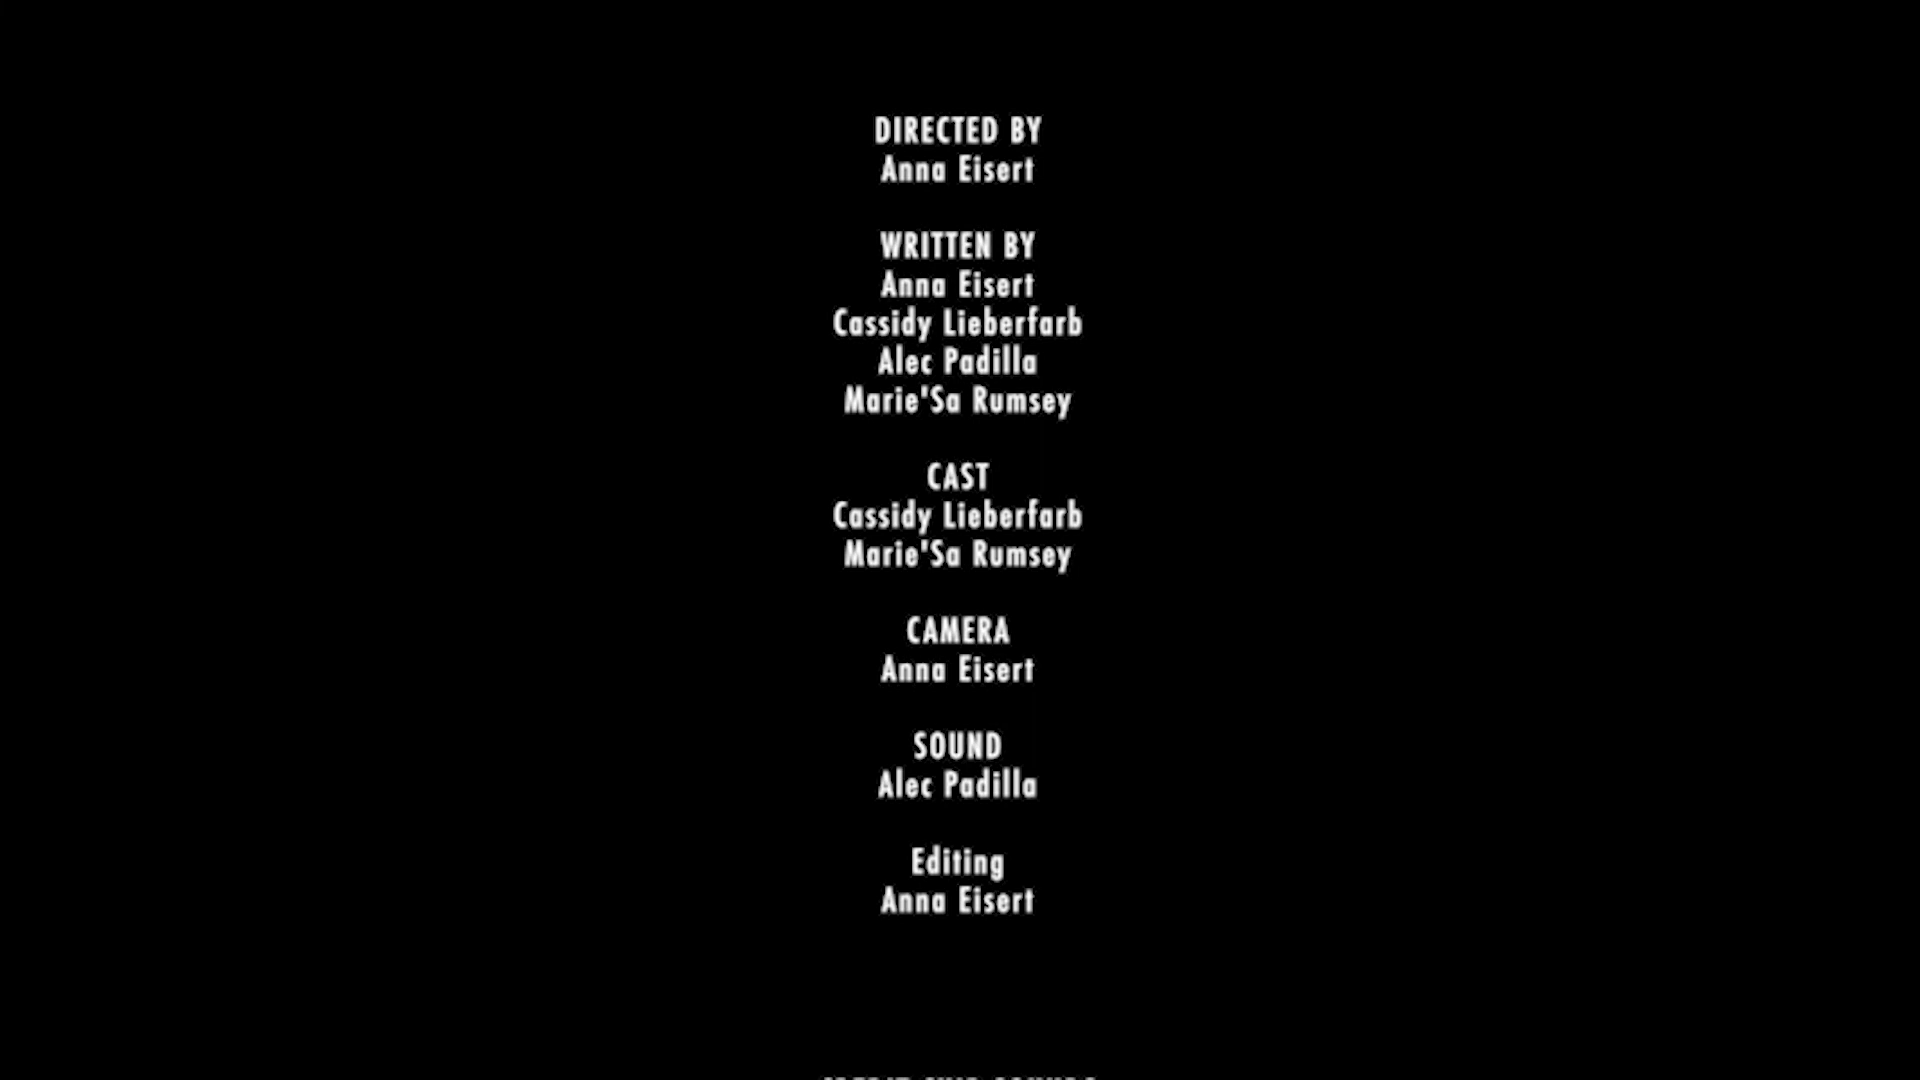 DIRECTED BY
Anna Eisert
WRITTEN BY
Anna Eisert
Cassidy Lieberfarb
Alec Padilla
Marie'Sa Rumsey
CAST
Cassidy Lieberfarb
Marie'Sa Rumsey
CAMERA
Anna Eisert
SOUND
Alec Padilla
Editing
Anna Eisert